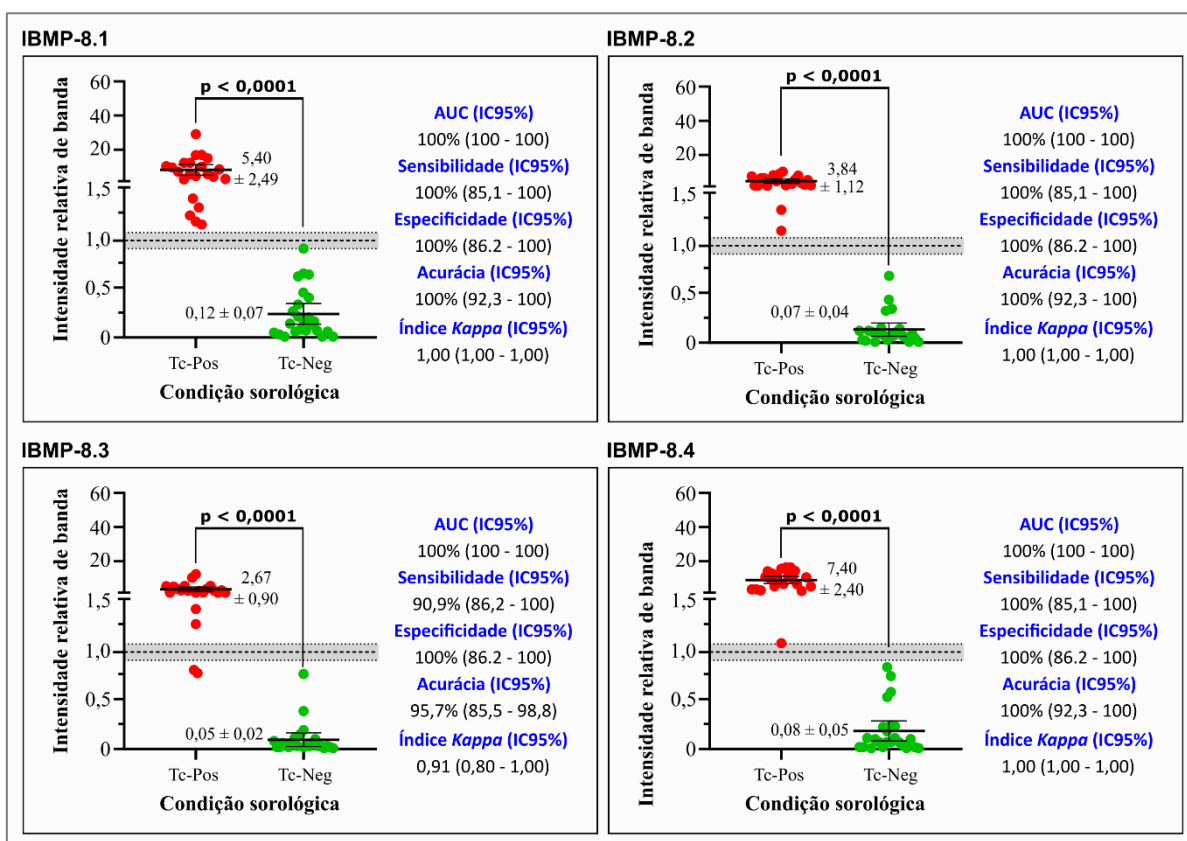 IBMP-8.1
Intensidade relativa de banda
60
40
20
1,5
1,0
0,5
0
p < 0,0001
5,40
± 2,49
0,12 ± 0,07
Tc-Pos
Tc-Neg
Condição sorológica
AUC (IC95%)
100% (100 - 100)
Sensibilidade (IC95%)
100% (85,1 - 100)
Especificidade (IC95%)
100% (86.2 - 100)
Acurácia (IC95%)
100% (92,3 - 100)
Índice Kappa (IC95%)
1,00 (1,00 - 1,00)
IBMP-8.2
Intensidade relativa de banda
60
40
20
1,5
1,0
0,5
0
p < 0,0001
3,84
± 1,12
0,07 ± 0,04
Tc-Pos
Tc-Neg
Condição sorológica
AUC (IC95%)
100% (100 - 100)
Sensibilidade (IC95%)
100% (85,1 - 100)
Especificidade (IC95%)
100% (86.2 - 100)
Acurácia (IC95%)
100% (92,3 - 100)
Índice Kappa (IC95%)
1,00 (1,00 - 1,00)
IBMP-8.3
Intensidade relativa de banda
60
40
20
1,5
1,0
0,5
0
p < 0,0001
2,67
± 0,90
0,05 ± 0,02
Tc-Pos
Tc-Neg
Condição sorológica
AUC (IC95%)
100% (100 - 100)
Sensibilidade (IC95%)
90,9% (86,2 - 100)
Especificidade (IC95%)
100% (86.2 - 100)
Acurácia (IC95%)
95,7% (85,5 - 98,8)
Índice Kappa (IC95%)
0,91 (0,80 - 1,00)
IBMP-8.4
Intensidade relativa de banda
60
40
20
1,5
1,0
0,5
0
p < 0,0001
7,40
± 2,40
0,08 ± 0,05
Tc-Pos
Tc-Neg
Condição sorológica
AUC (IC95%)
100% (100 - 100)
Sensibilidade (IC95%)
100% (85,1 - 100)
Especificidade (IC95%)
100% (86.2 - 100)
Acurácia (IC95%)
100% (92,3 - 100)
Índice Kappa (IC95%)
1,00 (1,00 - 1,00)